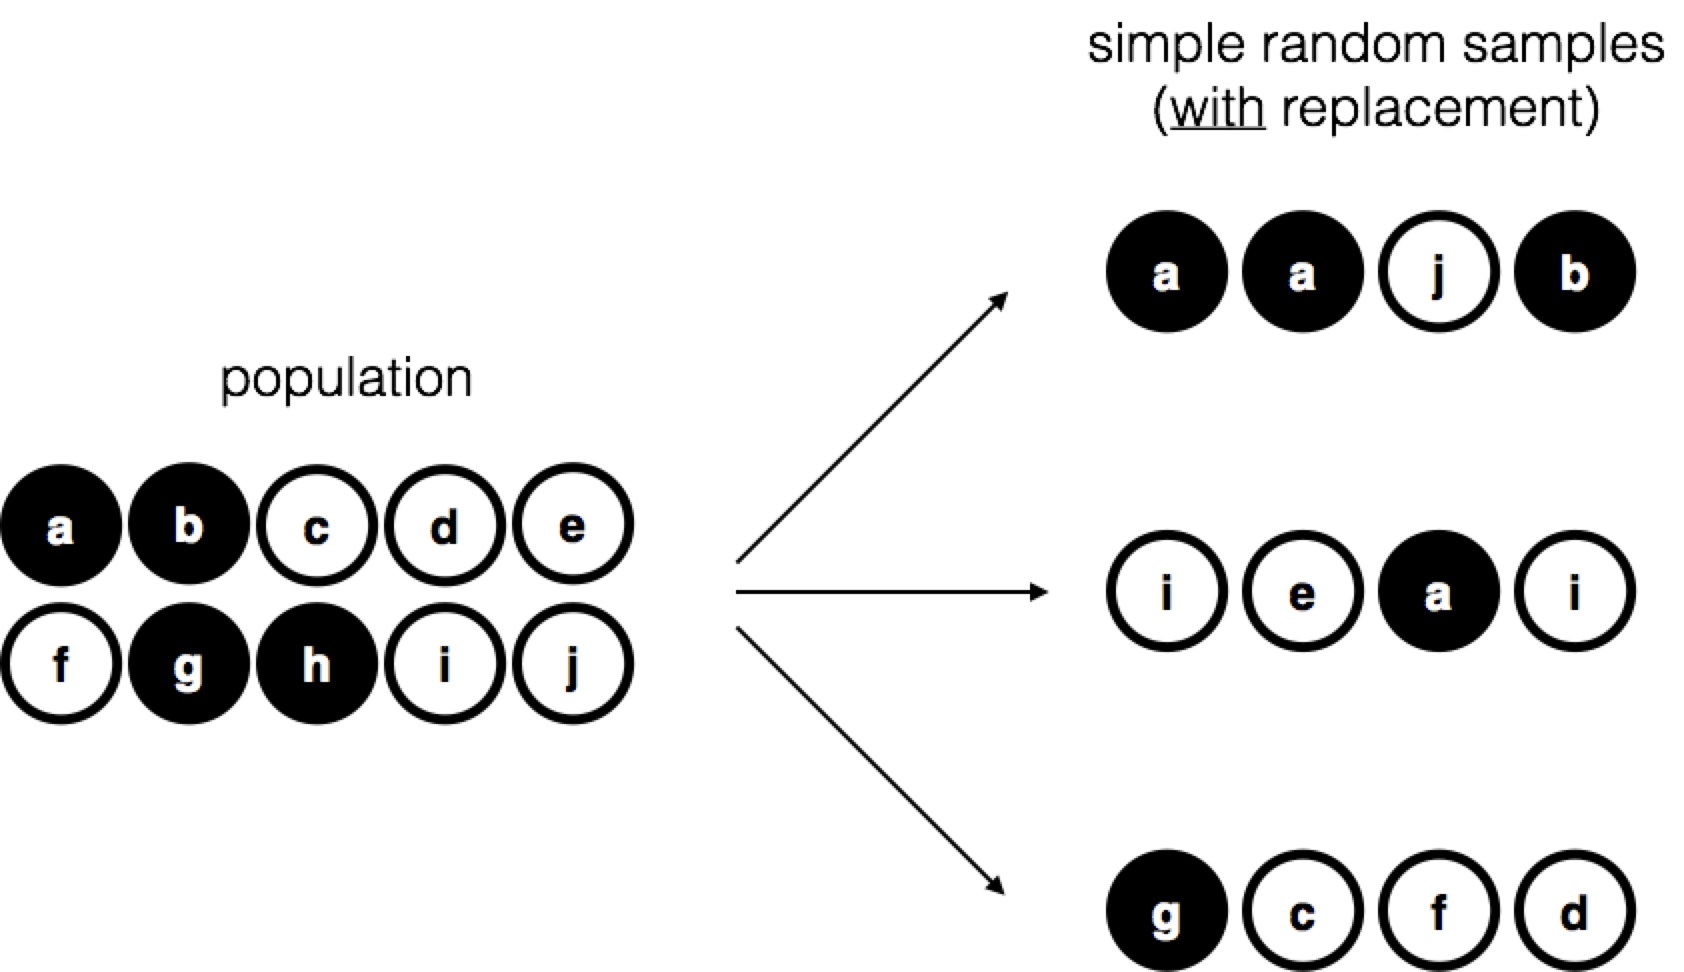 simple random samples
(with replacement)
a a j b
population
a b c d e
f g h i j
i e a i
g c f d